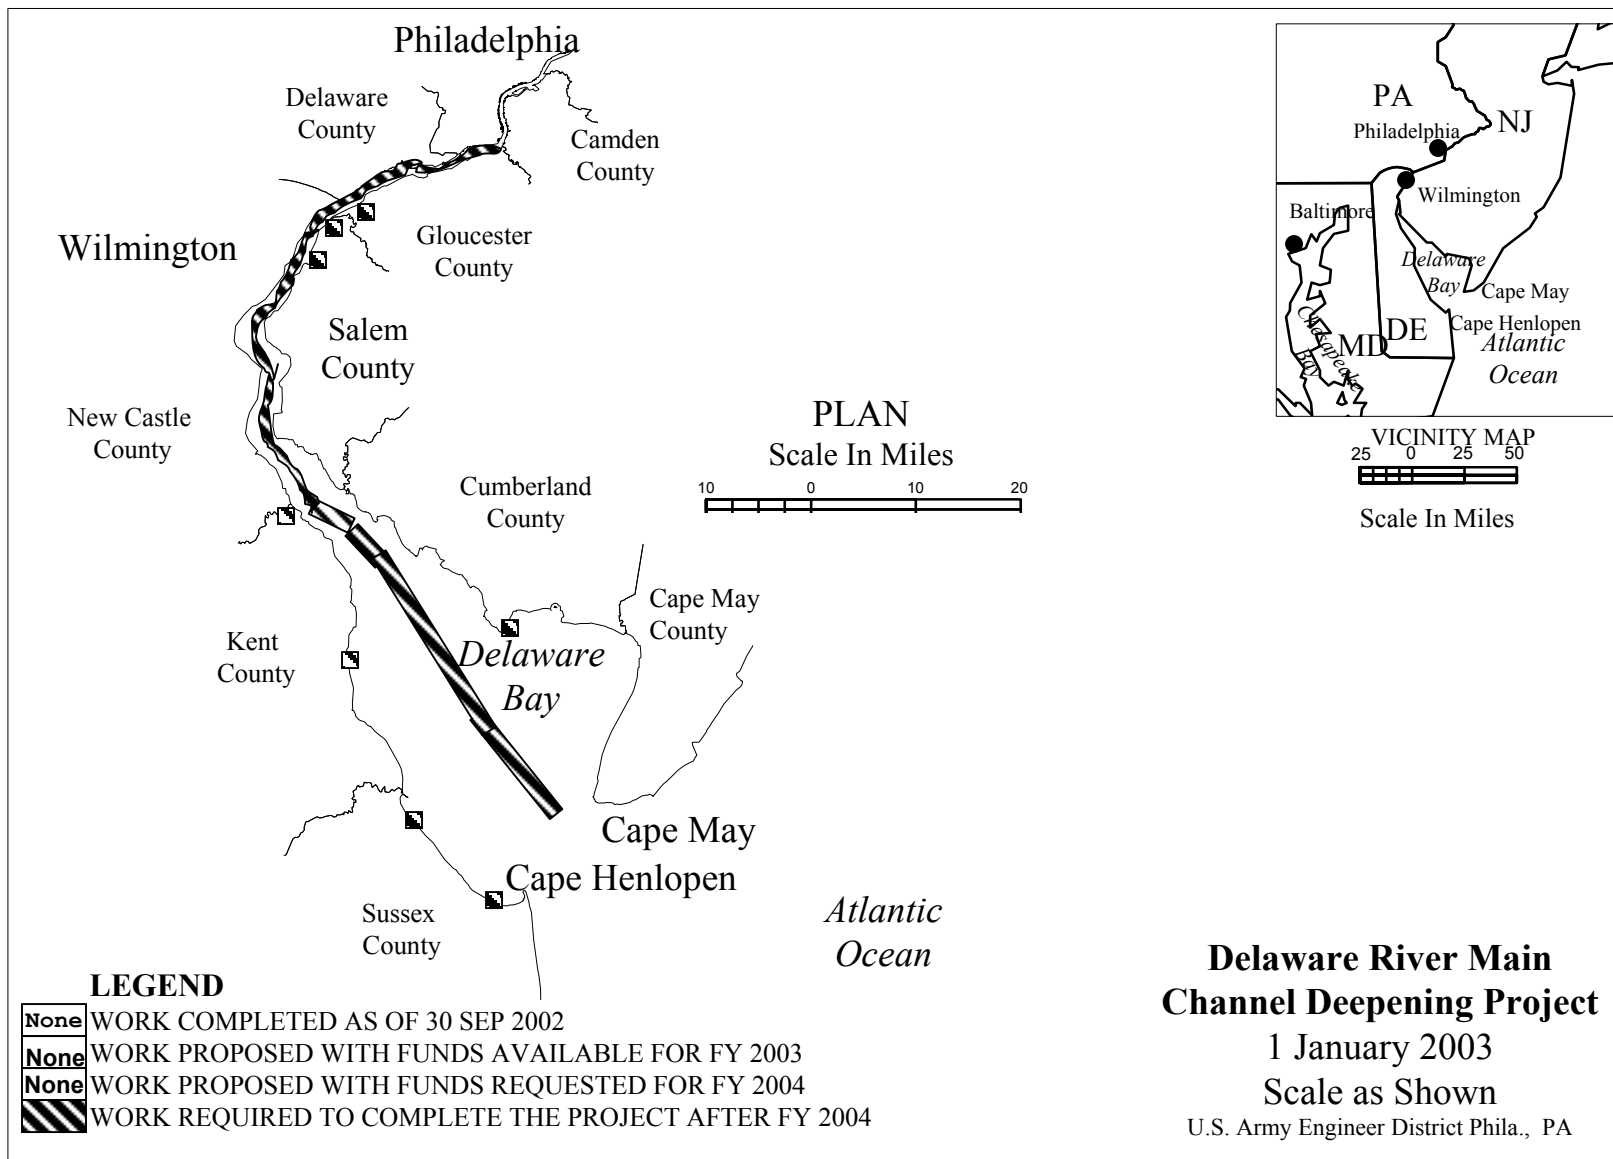 Philadelphia
Delaware
County
Camden
County
Wilmington
Gloucester
County
Salem
County
New Castle
County
Cumberland
County
Cape May
County
Kent
County
Delaware
Bay
Cape May
Cape Henlopen
Sussex
County
Atlantic
Ocean
PLAN
Scale In Miles
10 0 10 20
PA
NJ
Philadelphia
Wilmington
Baltimore
Delaware
Bay
Cape May
Cape Henlopen
Chesapeake
Bay
MD
DE
Atlantic
Ocean
VICINITY MAP
25 0 25 50
Scale In Miles
LEGEND
None WORK COMPLETED AS OF 30 SEP 2002
None WORK PROPOSED WITH FUNDS AVAILABLE FOR FY 2003
None WORK PROPOSED WITH FUNDS REQUESTED FOR FY 2004
WORK REQUIRED TO COMPLETE THE PROJECT AFTER FY 2004
Delaware River Main
Channel Deepening Project
1 January 2003
Scale as Shown
U.S. Army Engineer District Phila., PA